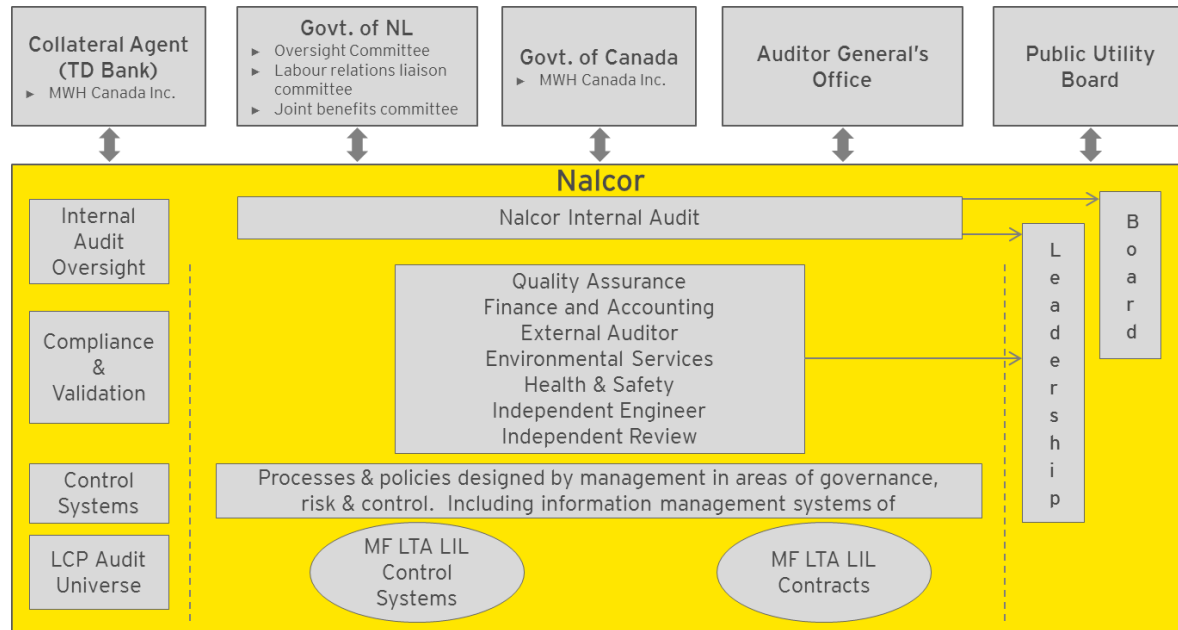 Collateral Agent
(TD Bank)
► MWH Canada Inc.
Govt. of NL
► Oversight Committee
► Labour relations liaison
committee
► Joint benefits committee
Govt. of Canada
► MWH Canada Inc.
Auditor General's
Office
Public Utility
Board
Nalcor
Internal
Audit
Oversight
Nalcor Internal Audit
Board
Leadership
Compliance
&
Validation
Quality Assurance
Finance and Accounting
External Auditor
Environmental Services
Health & Safety
Independent Engineer
Independent Review
Control
Systems
Processes & policies designed by management in areas of governance,
risk & control. Including information management systems of
LCP Audit
Universe
MF LTA LIL
Control
Systems
MF LTA LIL
Contracts